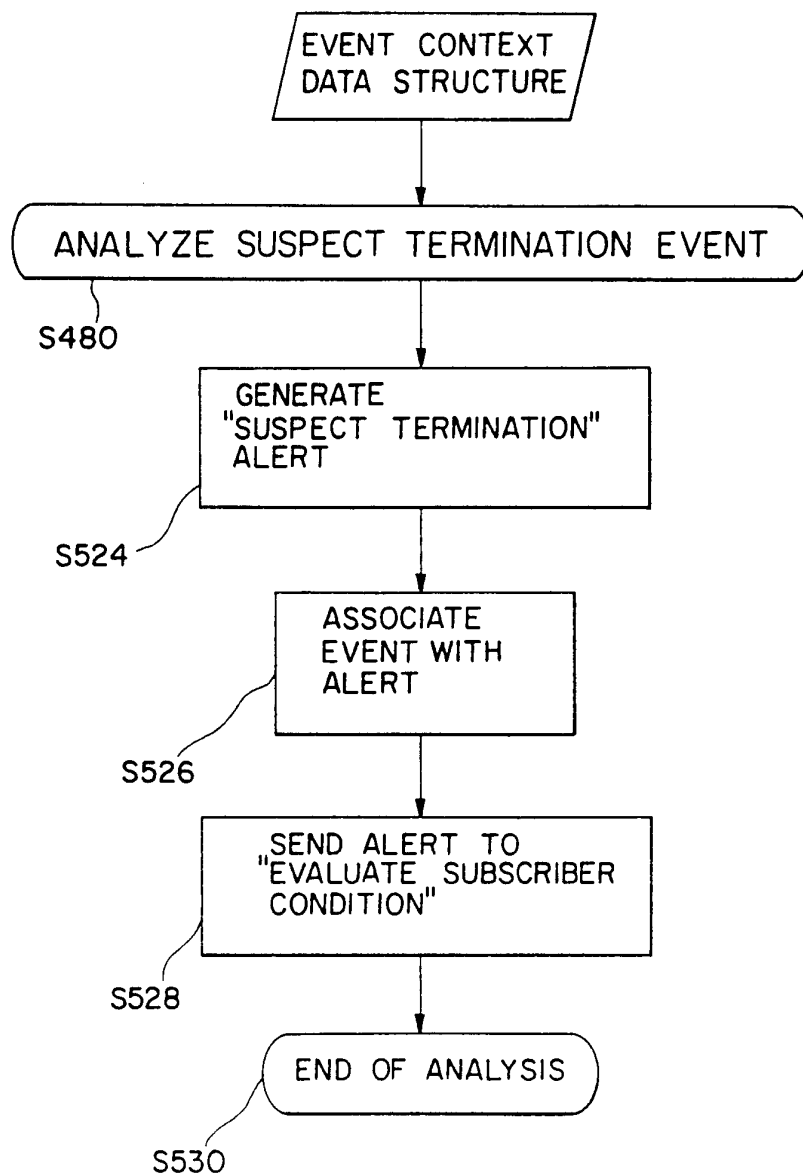 EVENT CONTEXT
DATA STRUCTURE
ANALYZE SUSPECT TERMINATION EVENT
S480
GENERATE
"SUSPECT TERMINATION"
ALERT
S524
ASSOCIATE
EVENT WITH
ALERT
S526
SEND ALERT TO
"EVALUATE SUBSCRIBER
CONDITION"
S528
END OF ANALYSIS
S530